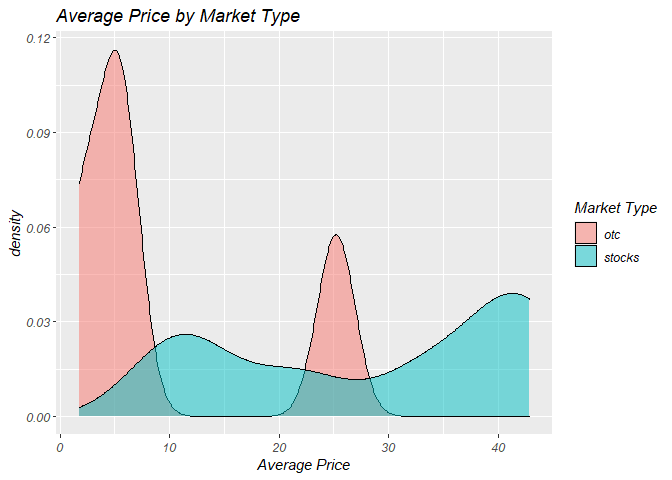 Average Price by Market Type
0.12
0.09
0.06
0.03
0.00
density
0 10 20 30 40
Average Price
Market Type
otc
stocks